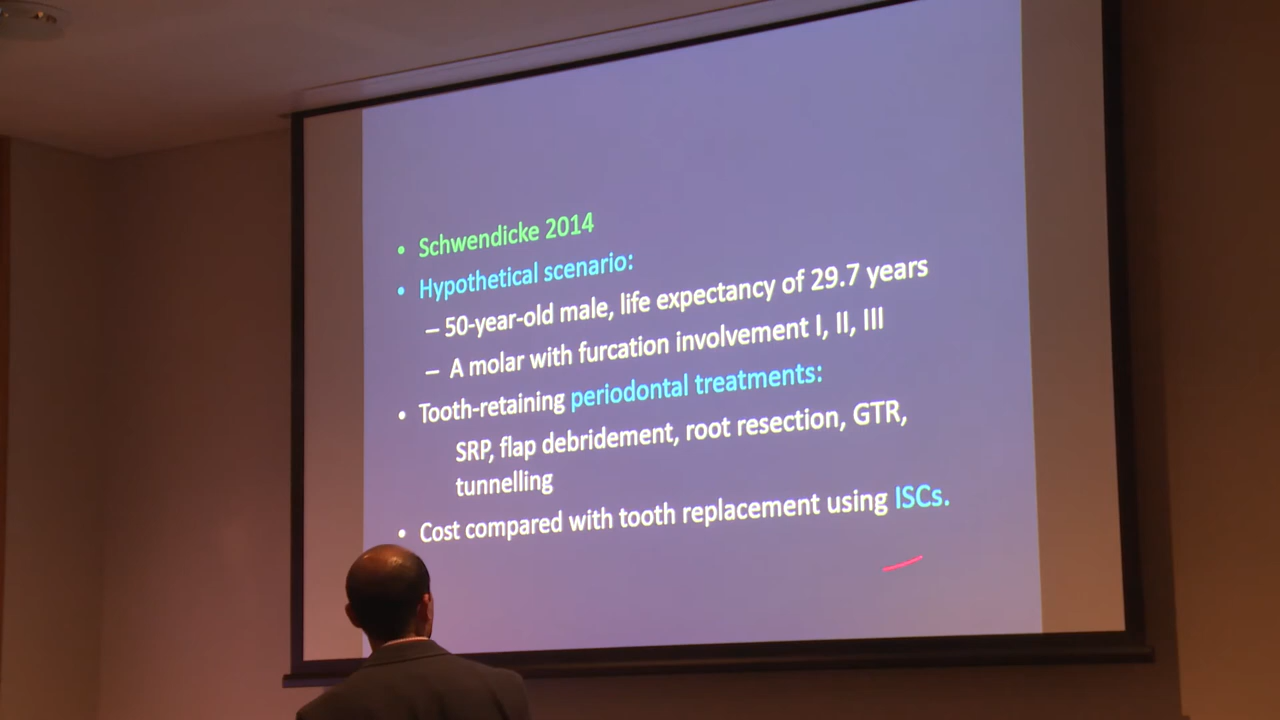 • Schwendicke 2014
• Hypothetical scenario:
– 50-year-old male, life expectancy of 29.7 years
– A molar with furcation involvement I, II, III
• Tooth-retaining periodontal treatments:
SRP, flap debridement, root resection, GTR,
tunnelling
• Cost compared with tooth replacement using ISCs.